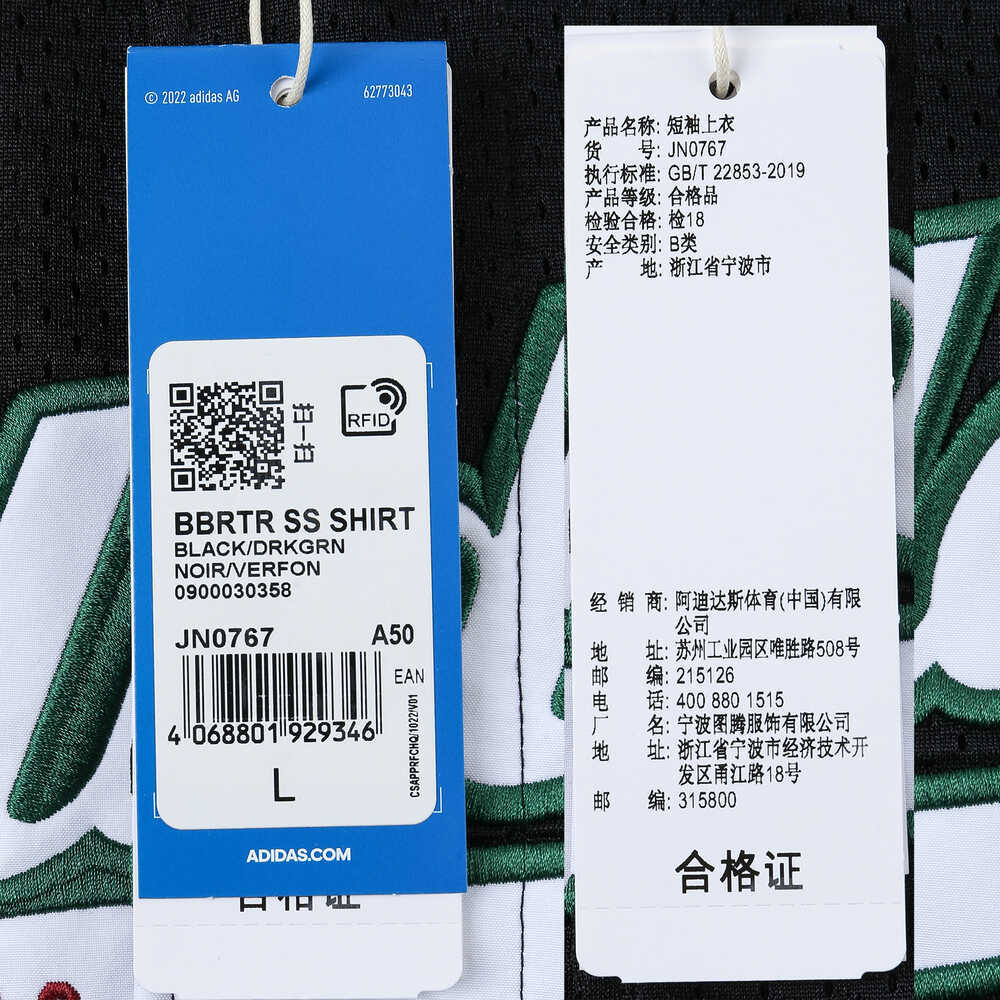 © 2022 adidas AG
62773043
扫一扫
RFID
BBRTR SS SHIRT
BLACK/DRKGRN
NOIR/VERFON
0900030358
JN0767
A50
EAN
4 068801 929346
CSAPPRFCHQ/1022/V01
L
ADIDAS.COM
合格证
产品名称: 短袖上衣
货 号: JN0767
执行标准: GB/T 22853-2019
产品等级: 合格品
检验合格: 检18
安全类别: B类
产 地: 浙江省宁波市
经 销 商: 阿迪达斯体育(中国)有限
公司
地 址: 苏州工业园区唯胜路508号
邮 编: 215126
电 话: 400 880 1515
厂 名: 宁波图腾服饰有限公司
地 址: 浙江省宁波市经济技术开
发区甬江路18号
邮 编: 315800
合格证